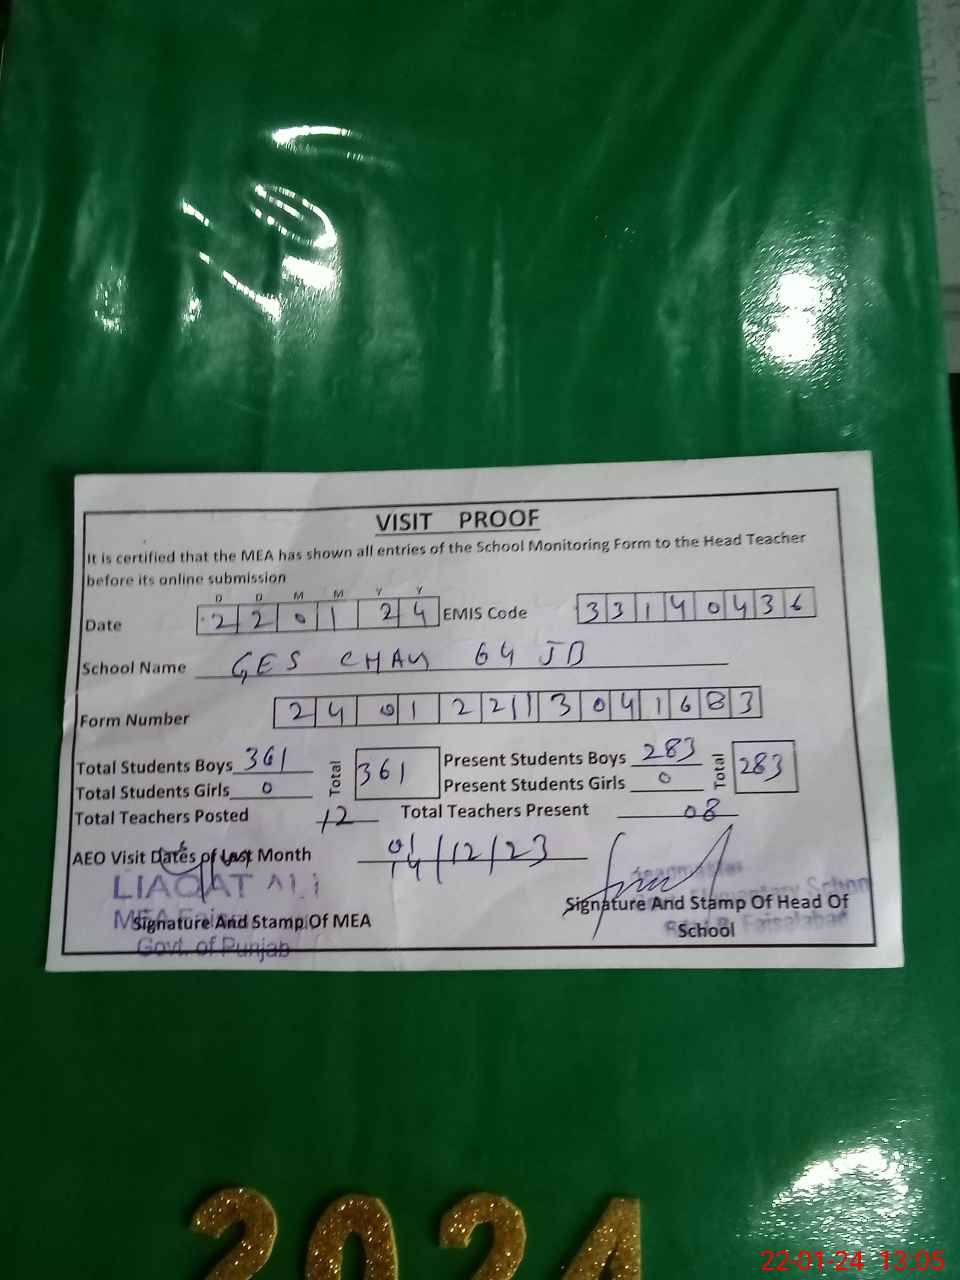 VISIT PROOF
It is certified that the MEA has shown all entries of the School Monitoring Form to the Head Teacher
before its online submission
D D M M Y Y
Date 2 2 0 1 2 4 EMIS Code 3 3 1 4 0 4 3 6
School Name GES CHAK 64 JB
Form Number 2 4 0 1 2 2 1 1 3 0 4 1 6 8 3
Total Students Boys 361 Total 361 Present Students Boys 283 Total 283
Total Students Girls 0 Present Students Girls 0
Total Teachers Posted 12 Total Teachers Present 08
AEO Visit Dates of Last Month /12/23
LIAQAT ALi
MEA
Signature And Stamp Of MEA
Govt. of Punjab
Signature And Stamp Of Head Of
School
Elementary School
Faisalabad
2024
22-01-24 13:05